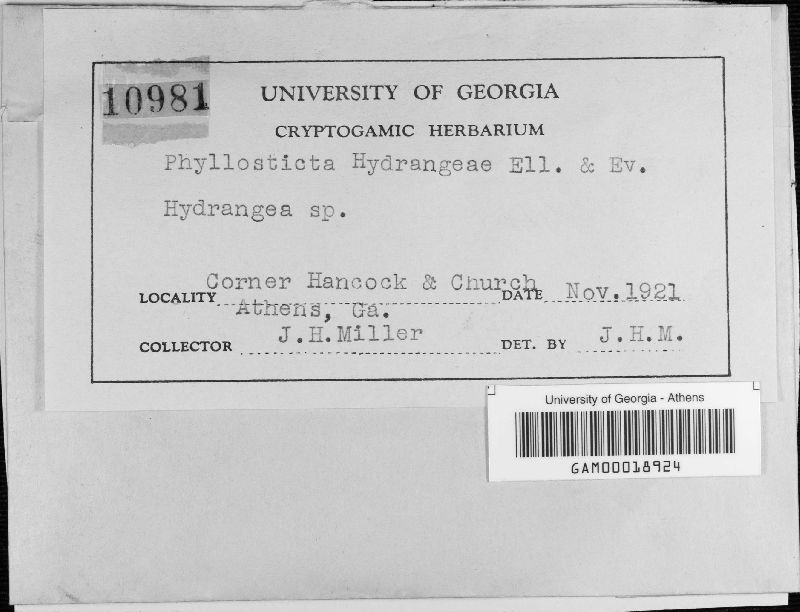 10981
UNIVERSITY OF GEORGIA
CRYPTOGAMIC HERBARIUM
Phyllosticta Hydrangeae Ell. & Ev.
Hydrangea sp.
LOCALITY Corner Hancock & Church DATE Nov.1921
Athens, Ga.
COLLECTOR J.H.Miller DET. BY J.H.M.
University of Georgia - Athens
GAM00018924